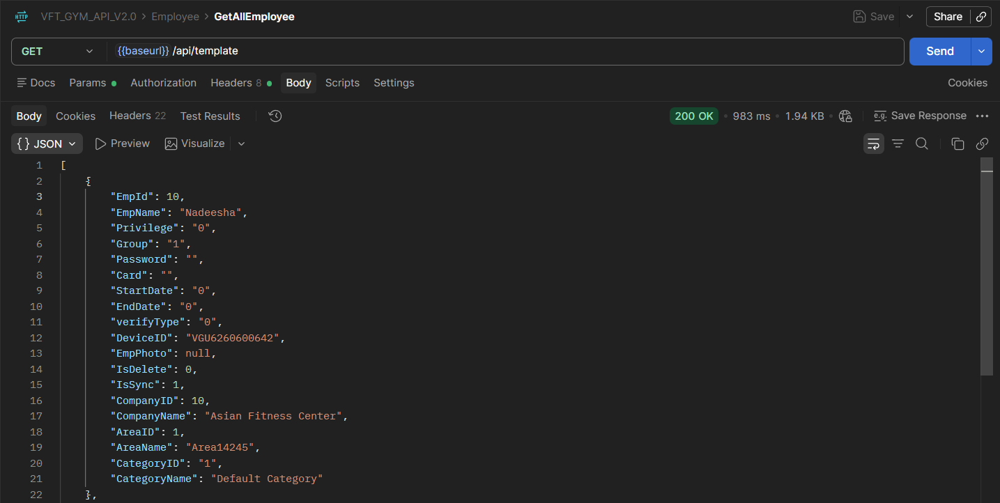 HTTP VFT_GYM_API_V2.0 > Employee > GetAllEmployee Save Share
GET {{baseurl}} /api/template Send
Docs Params Authorization Headers 8 Body Scripts Settings Cookies
Body Cookies Headers 22 Test Results 200 OK • 983 ms • 1.94 KB • e.g. Save Response
{} JSON Preview Visualize
1 [
2 {
3 "EmpId": 10,
4 "EmpName": "Nadeesha",
5 "Privilege": "0",
6 "Group": "1",
7 "Password": "",
8 "Card": "",
9 "StartDate": "0",
10 "EndDate": "0",
11 "verifyType": "0",
12 "DeviceID": "VGU6260600642",
13 "EmpPhoto": null,
14 "IsDelete": 0,
15 "IsSync": 1,
16 "CompanyID": 10,
17 "CompanyName": "Asian Fitness Center",
18 "AreaID": 1,
19 "AreaName": "Area14245",
20 "CategoryID": "1",
21 "CategoryName": "Default Category"
22 },